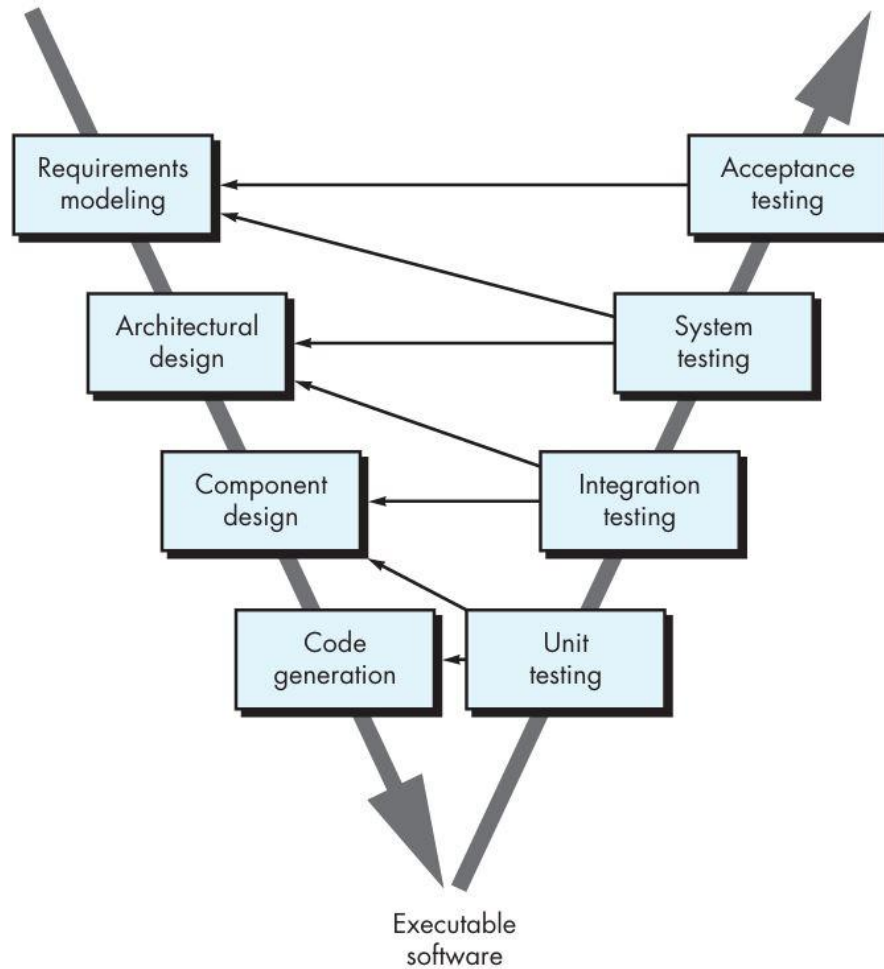 Requirements
modeling
Acceptance
testing
Architectural
design
System
testing
Component
design
Integration
testing
Code
generation
Unit
testing
Executable
software